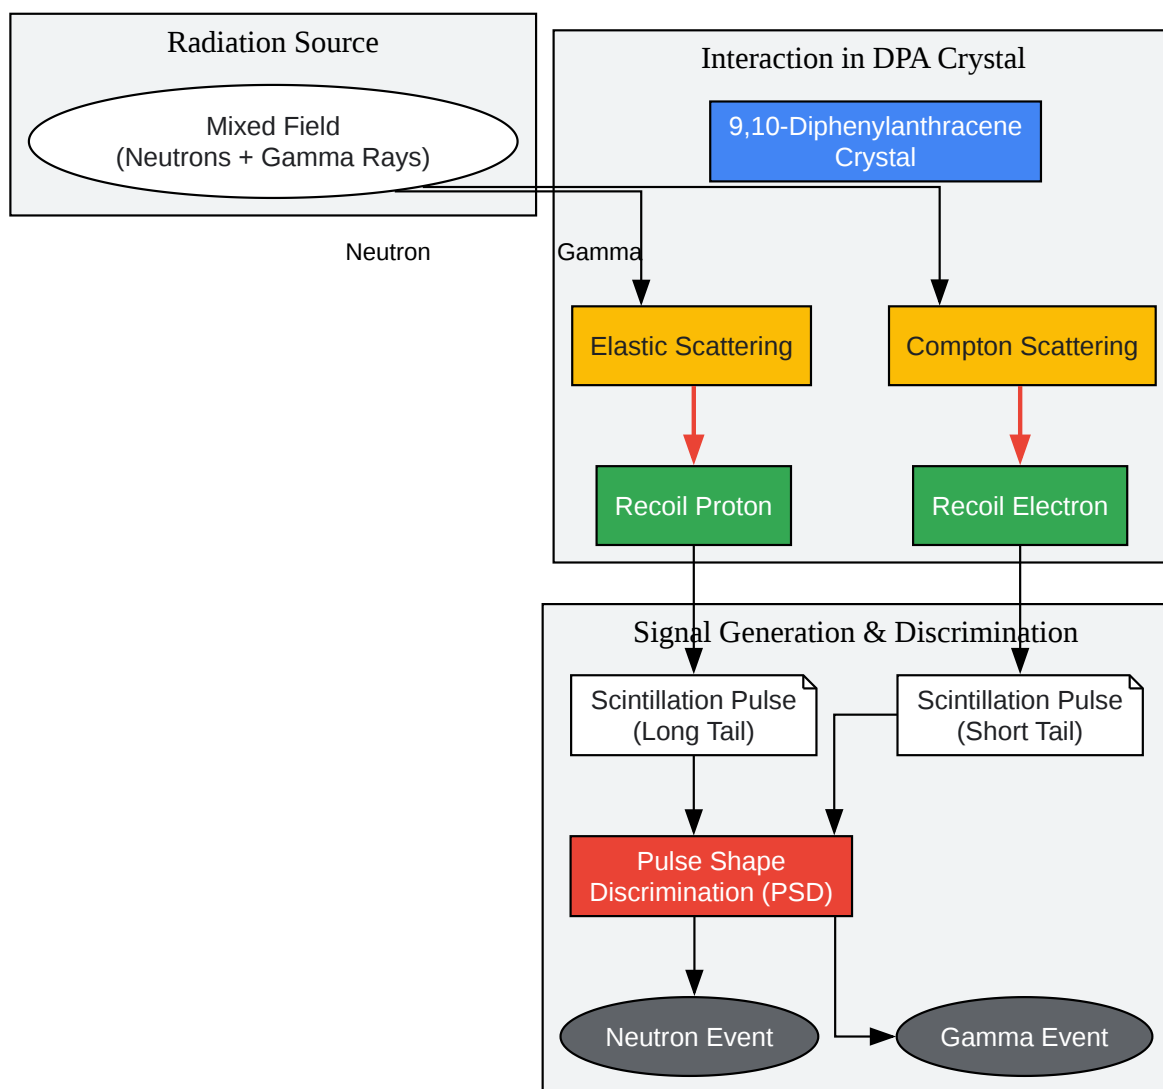 Radiation Source
Mixed Field
(Neutrons + Gamma Rays)
Interaction in DPA Crystal
9,10-Diphenylanthracene
Crystal
Neutron
Gamma
Elastic Scattering
Compton Scattering
Recoil Proton
Recoil Electron
Signal Generation & Discrimination
Scintillation Pulse
(Long Tail)
Scintillation Pulse
(Short Tail)
Pulse Shape
Discrimination (PSD)
Neutron Event
Gamma Event